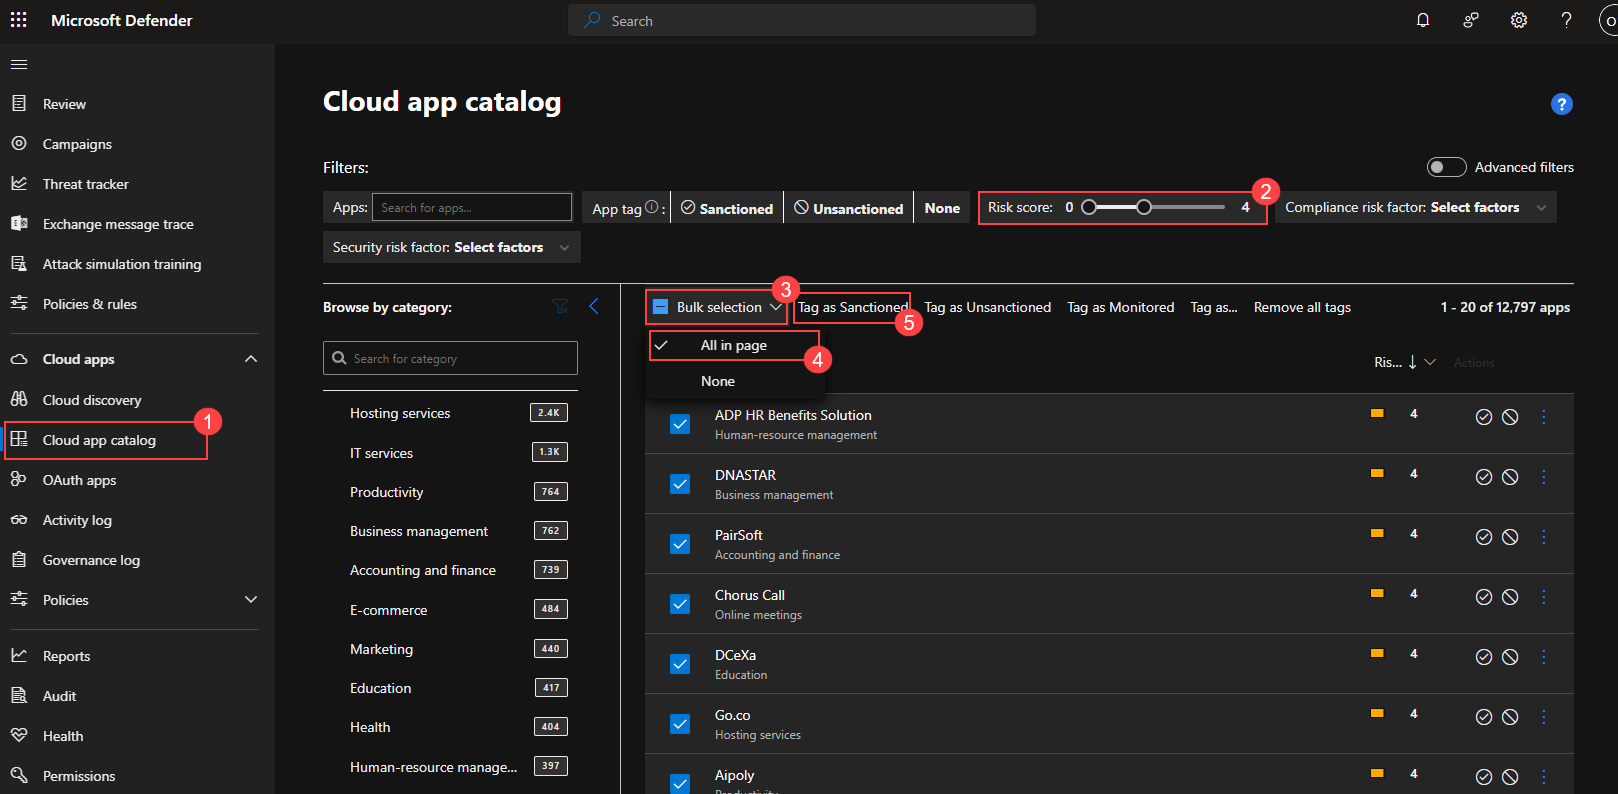 Microsoft Defender
Search
?
O
Review
Campaigns
Threat tracker
Exchange message trace
Attack simulation training
Policies & rules
Cloud apps
Cloud discovery
1
Cloud app catalog
OAuth apps
Activity log
Governance log
Policies
Reports
Audit
Health
Permissions
Cloud app catalog
?
Filters:
Advanced filters
Apps: Search for apps...
App tag : Sanctioned Unsanctioned None
Risk score: 0 4
2
Compliance risk factor: Select factors
Security risk factor: Select factors
Browse by category:
Search for category
Hosting services 2.4K
IT services 1.3K
Productivity 764
Business management 762
Accounting and finance 739
E-commerce 484
Marketing 440
Education 417
Health 404
Human-resource manage... 397
3
Bulk selection
Tag as Sanctioned
5
Tag as Unsanctioned
Tag as Monitored
Tag as...
Remove all tags
1 - 20 of 12,797 apps
All in page
4
None
Ris...
Actions
ADP HR Benefits Solution
4
Human-resource management
DNASTAR
4
Business management
PairSoft
4
Accounting and finance
Chorus Call
4
Online meetings
DCeXa
4
Education
Go.co
4
Hosting services
Aipoly
4
Productivity